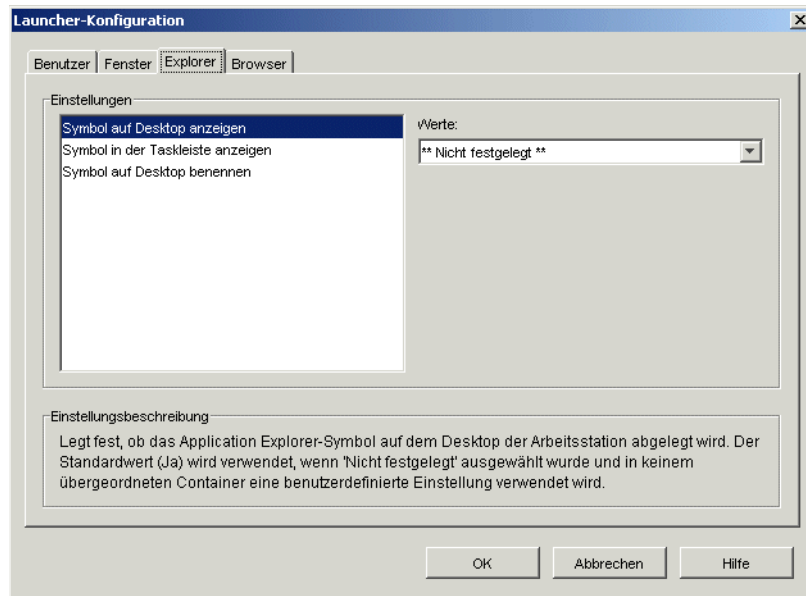 Launcher-Konfiguration
Benutzer
Fenster
Explorer
Browser
Einstellungen
Symbol auf Desktop anzeigen
Symbol in der Taskleiste anzeigen
Symbol auf Desktop benennen
Werte:
** Nicht festgelegt **
Einstellungsbeschreibung
Legt fest, ob das Application Explorer-Symbol auf dem Desktop der Arbeitsstation abgelegt wird. Der
Standardwert (Ja) wird verwendet, wenn 'Nicht festgelegt' ausgewählt wurde und in keinem
übergeordneten Container eine benutzerdefinierte Einstellung verwendet wird.
OK
Abbrechen
Hilfe